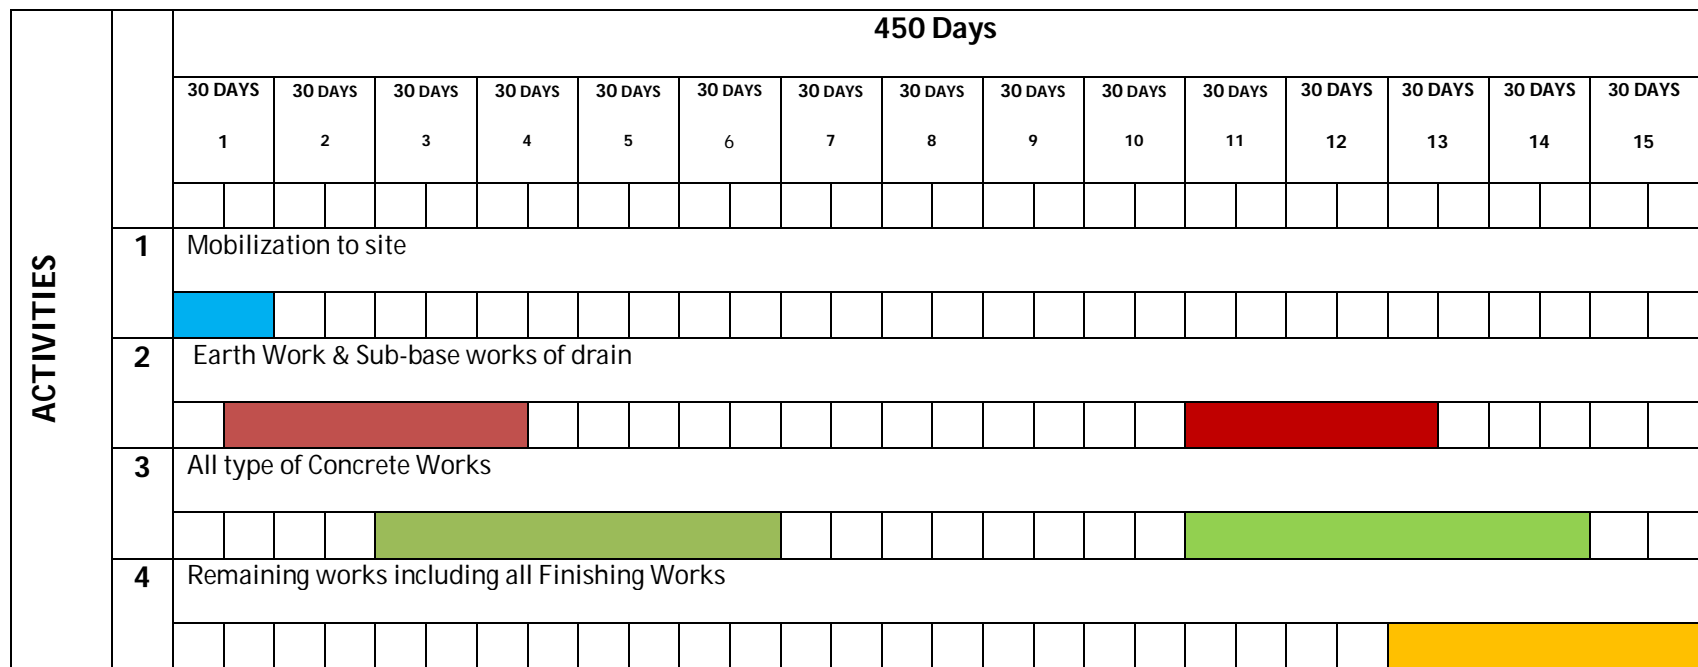 450 Days
30 DAYS 30 DAYS 30 DAYS 30 DAYS 30 DAYS 30 DAYS 30 DAYS 30 DAYS 30 DAYS 30 DAYS 30 DAYS 30 DAYS 30 DAYS 30 DAYS 30 DAYS
1 2 3 4 5 6 7 8 9 10 11 12 13 14 15
ACTIVITIES
1 Mobilization to site
2 Earth Work & Sub-base works of drain
3 All type of Concrete Works
4 Remaining works including all Finishing Works